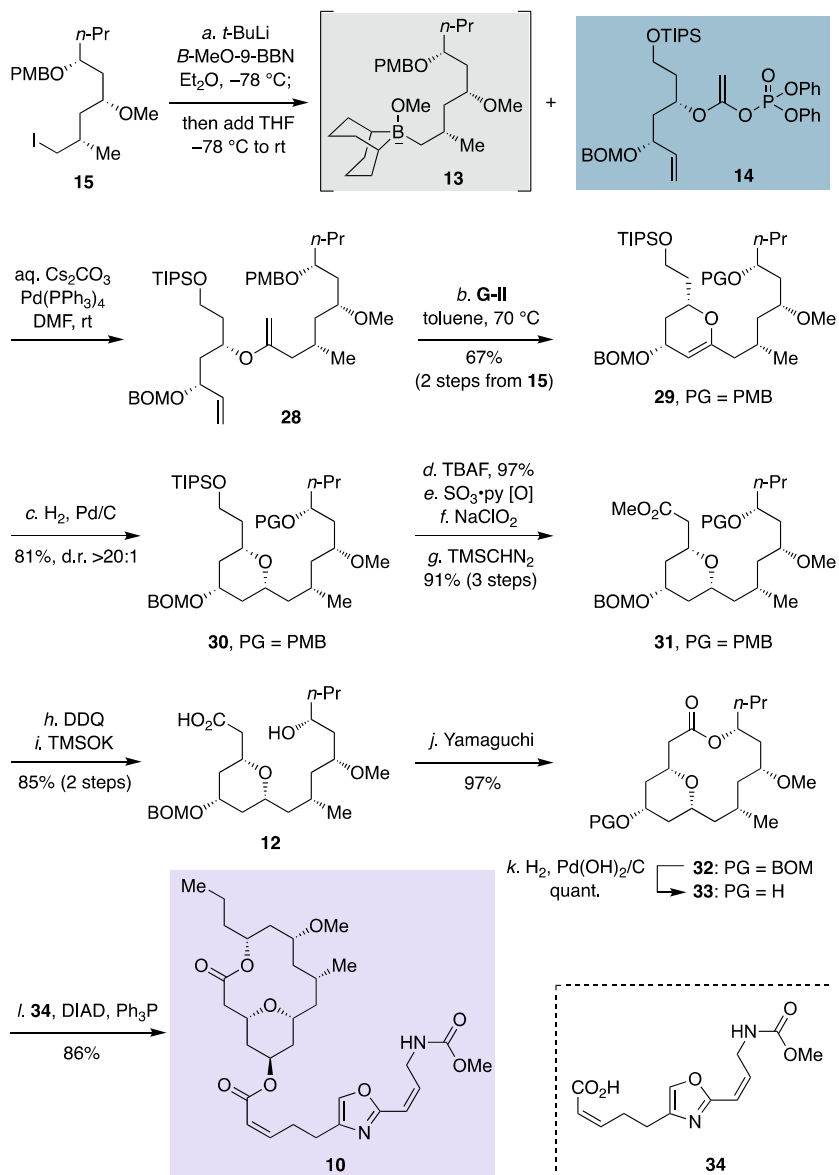 n-Pr
PMBO
OMe
I
Me
15
a. t-BuLi
B-MeO-9-BBN
Et2O, –78 °C;
then add THF
–78 °C to rt
n-Pr
PMBO
OMe
OMe
B
–
Me
13
+
OTIPS
O
O
P
O
OPh
OPh
BOMO
14
aq. Cs2CO3
Pd(PPh3)4
DMF, rt
TIPSO
n-Pr
PMBO
OMe
O
Me
BOMO
28
b. G-II
toluene, 70 °C
67%
(2 steps from 15)
TIPSO
n-Pr
PGO
OMe
O
Me
BOMO
29, PG = PMB
c. H2, Pd/C
81%, d.r. >20:1
TIPSO
n-Pr
PGO
OMe
O
Me
BOMO
30, PG = PMB
d. TBAF, 97%
e. SO3•py [O]
f. NaClO2
g. TMSCHN2
91% (3 steps)
MeO2C
n-Pr
PGO
OMe
O
Me
BOMO
31, PG = PMB
h. DDQ
i. TMSOK
85% (2 steps)
HO2C
n-Pr
HO
OMe
O
Me
BOMO
12
j. Yamaguchi
97%
O
n-Pr
O
OMe
O
Me
PGO
k. H2, Pd(OH)2/C
quant.
32: PG = BOM
33: PG = H
l. 34, DIAD, Ph3P
86%
Me
OMe
O
O
Me
O
O
O
HN
O
OMe
O
N
10
HN
O
OMe
CO2H
O
N
34